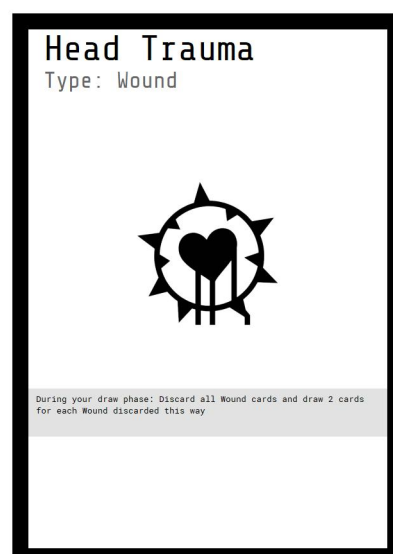 Head Trauma
Type: Wound
During your draw phase: Discard all Wound cards and draw 2 cards
for each Wound discarded this way